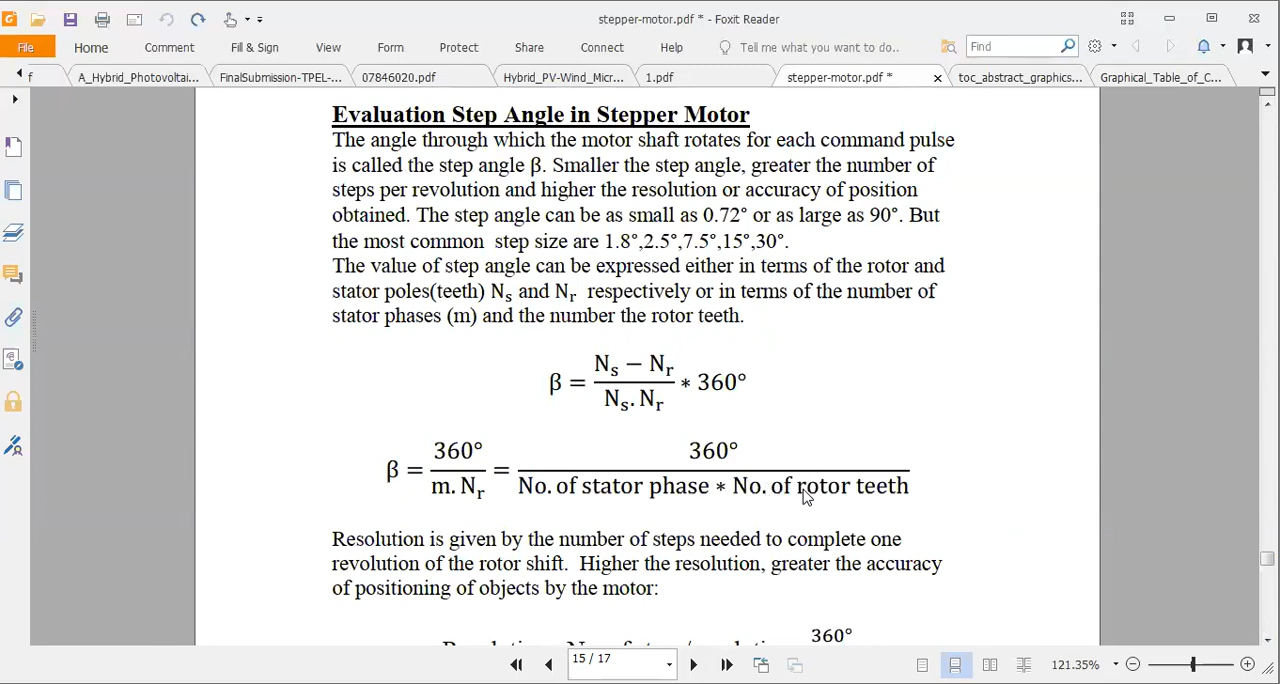 stepper-motor.pdf * - Foxit Reader
File Home Comment Fill & Sign View Form Protect Share Connect Help Tell me what you want to do.. Find
f A_Hybrid_Photovoltai... FinalSubmission-TPEL-... 07846020.pdf Hybrid_PV-Wind_Micr... 1.pdf stepper-motor.pdf * toc_abstract_graphics... Graphical_Table_of_C...
Evaluation Step Angle in Stepper Motor
The angle through which the motor shaft rotates for each command pulse
is called the step angle β. Smaller the step angle, greater the number of
steps per revolution and higher the resolution or accuracy of position
obtained. The step angle can be as small as 0.72° or as large as 90°. But
the most common step size are 1.8°,2.5°,7.5°,15°,30°.
The value of step angle can be expressed either in terms of the rotor and
stator poles(teeth) Nₛ and Nᵣ respectively or in terms of the number of
stator phases (m) and the number the rotor teeth.
Nₛ − Nᵣ
β = ∗ 360°
Nₛ. Nᵣ
360° 360°
β = =
m. Nᵣ No. of stator phase ∗ No. of rotor teeth
Resolution is given by the number of steps needed to complete one
revolution of the rotor shift. Higher the resolution, greater the accuracy
of positioning of objects by the motor:
360°
15 / 17 121.35%